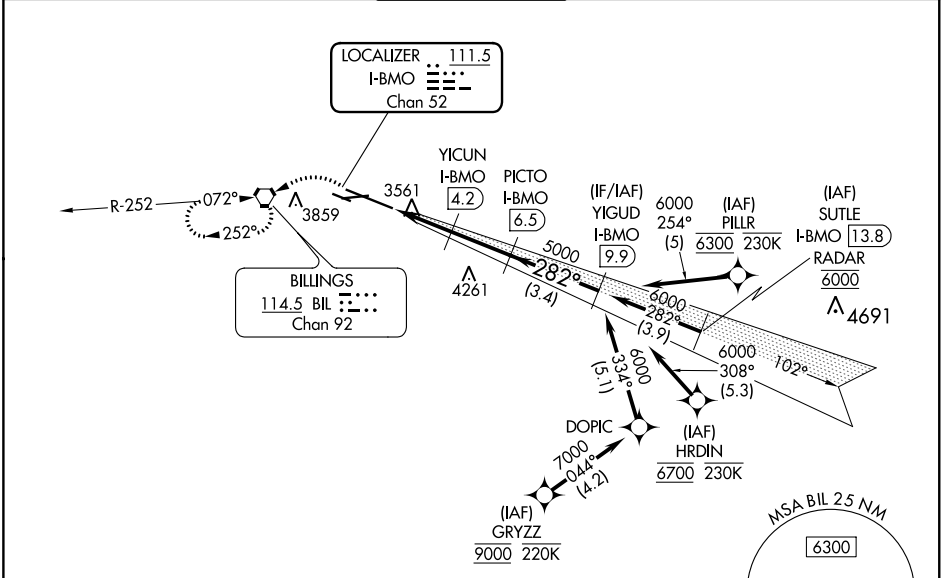 LOCALIZER 111.5
I-BMO
Chan 52
YICUN
I-BMO
4.2
PICTO
I-BMO
6.5
(IF/IAF)
YIGUD
I-BMO
9.9
6000
254°
(5)
(IAF)
PILLR
6300 230K
(IAF)
SUTLE
I-BMO 13.8
RADAR
6000
R-252
072°
252°
3859
3561
4261
4691
5000
282°
(3.4)
6000
282°
(3.9)
102°
BILLINGS
114.5 BIL
Chan 92
6000
334°
(5.1)
6000
308°
(5.3)
DOPIC
(IAF)
HRDIN
6700 230K
7000
044°
(4.2)
(IAF)
GRYZZ
9000 220K
MSA BIL 25 NM
6300